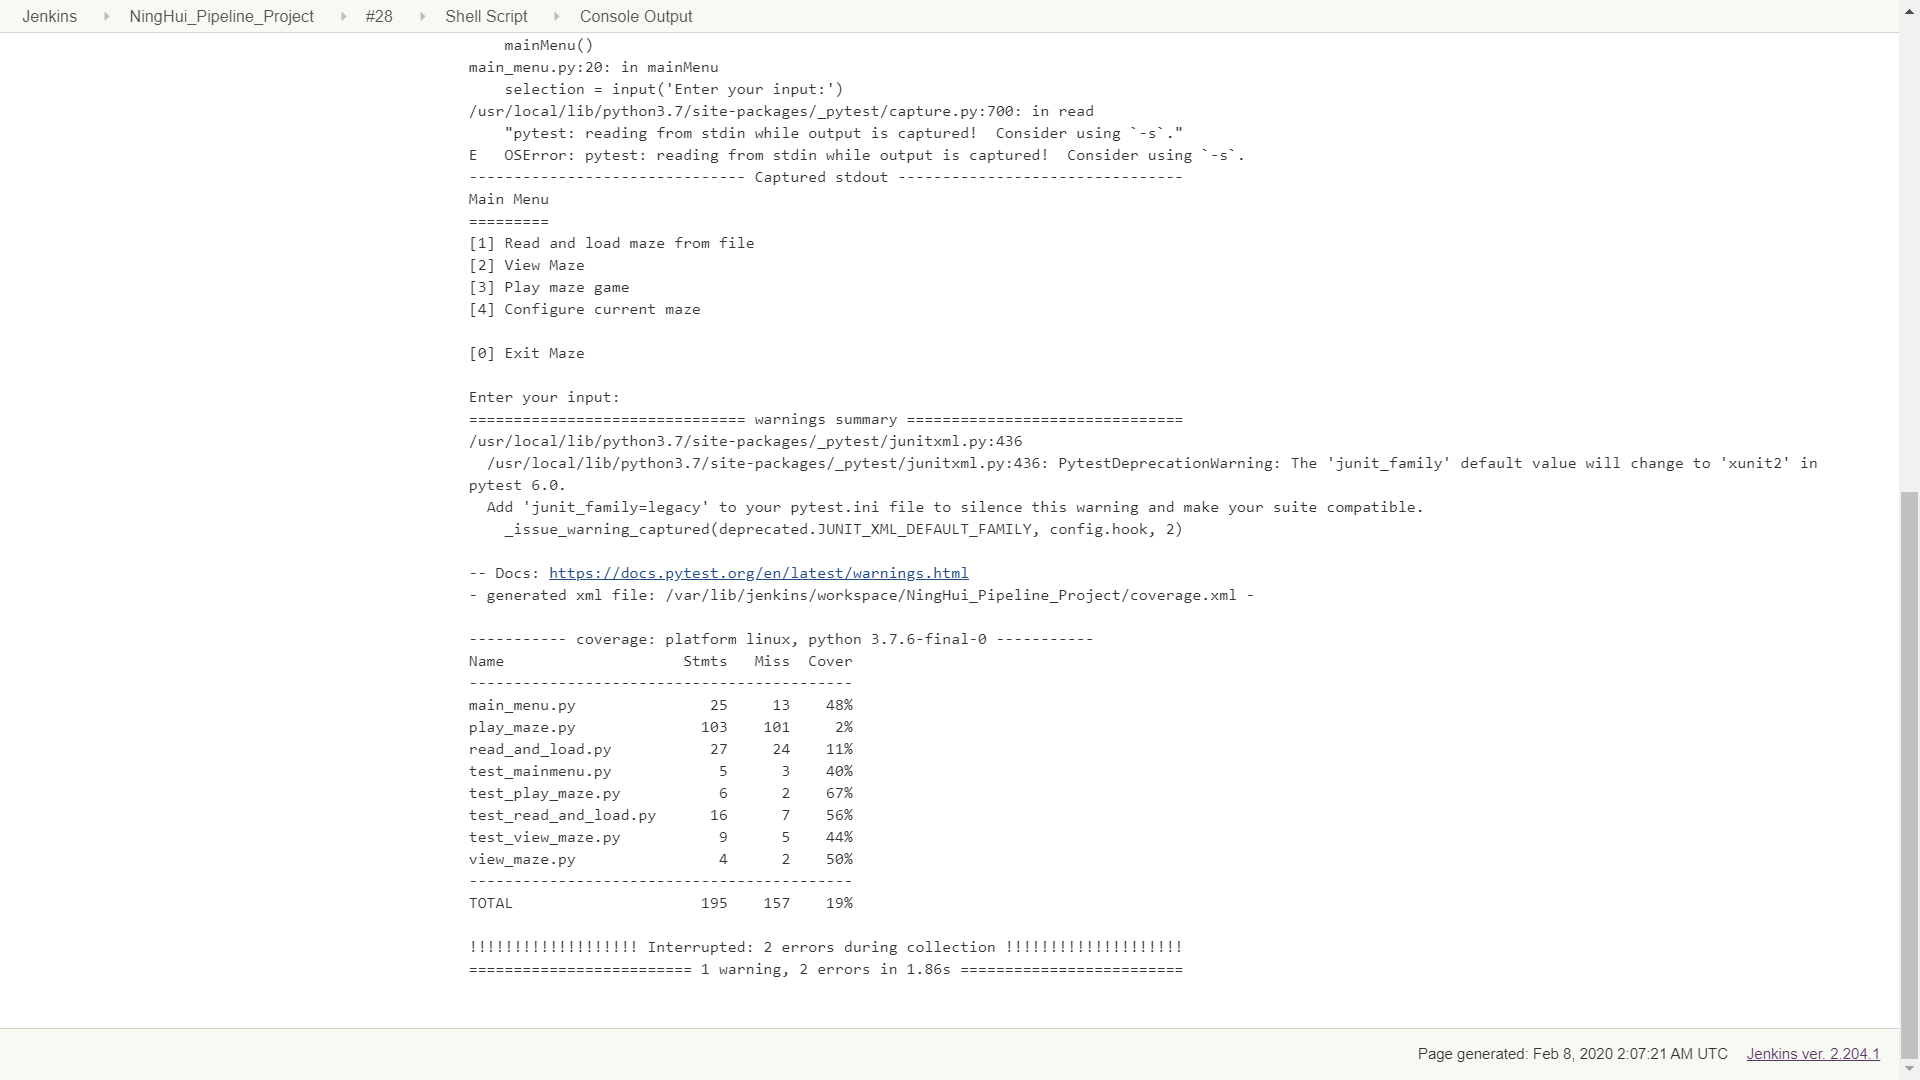 Jenkins NingHui_Pipeline_Project #28 Shell Script Console Output
mainMenu()
main_menu.py:20: in mainMenu
selection = input('Enter your input:')
/usr/local/lib/python3.7/site-packages/_pytest/capture.py:700: in read
"pytest: reading from stdin while output is captured!  Consider using `-s`."
E   OSError: pytest: reading from stdin while output is captured!  Consider using `-s`.
------------------------------- Captured stdout --------------------------------
Main Menu
=========
[1] Read and load maze from file
[2] View Maze
[3] Play maze game
[4] Configure current maze
[0] Exit Maze
Enter your input:
=============================== warnings summary ===============================
/usr/local/lib/python3.7/site-packages/_pytest/junitxml.py:436
/usr/local/lib/python3.7/site-packages/_pytest/junitxml.py:436: PytestDeprecationWarning: The 'junit_family' default value will change to 'xunit2' in
pytest 6.0.
Add 'junit_family=legacy' to your pytest.ini file to silence this warning and make your suite compatible.
_issue_warning_captured(deprecated.JUNIT_XML_DEFAULT_FAMILY, config.hook, 2)
-- Docs: https://docs.pytest.org/en/latest/warnings.html
- generated xml file: /var/lib/jenkins/workspace/NingHui_Pipeline_Project/coverage.xml -
----------- coverage: platform linux, python 3.7.6-final-0 -----------
Name                    Stmts   Miss  Cover
-------------------------------------------
main_menu.py               25     13    48%
play_maze.py              103    101     2%
read_and_load.py           27     24    11%
test_mainmenu.py            5      3    40%
test_play_maze.py           6      2    67%
test_read_and_load.py      16      7    56%
test_view_maze.py           9      5    44%
view_maze.py                4      2    50%
-------------------------------------------
TOTAL                     195    157    19%
!!!!!!!!!!!!!!!!!!! Interrupted: 2 errors during collection !!!!!!!!!!!!!!!!!!!!
========================= 1 warning, 2 errors in 1.86s =========================
Page generated: Feb 8, 2020 2:07:21 AM UTC Jenkins ver. 2.204.1